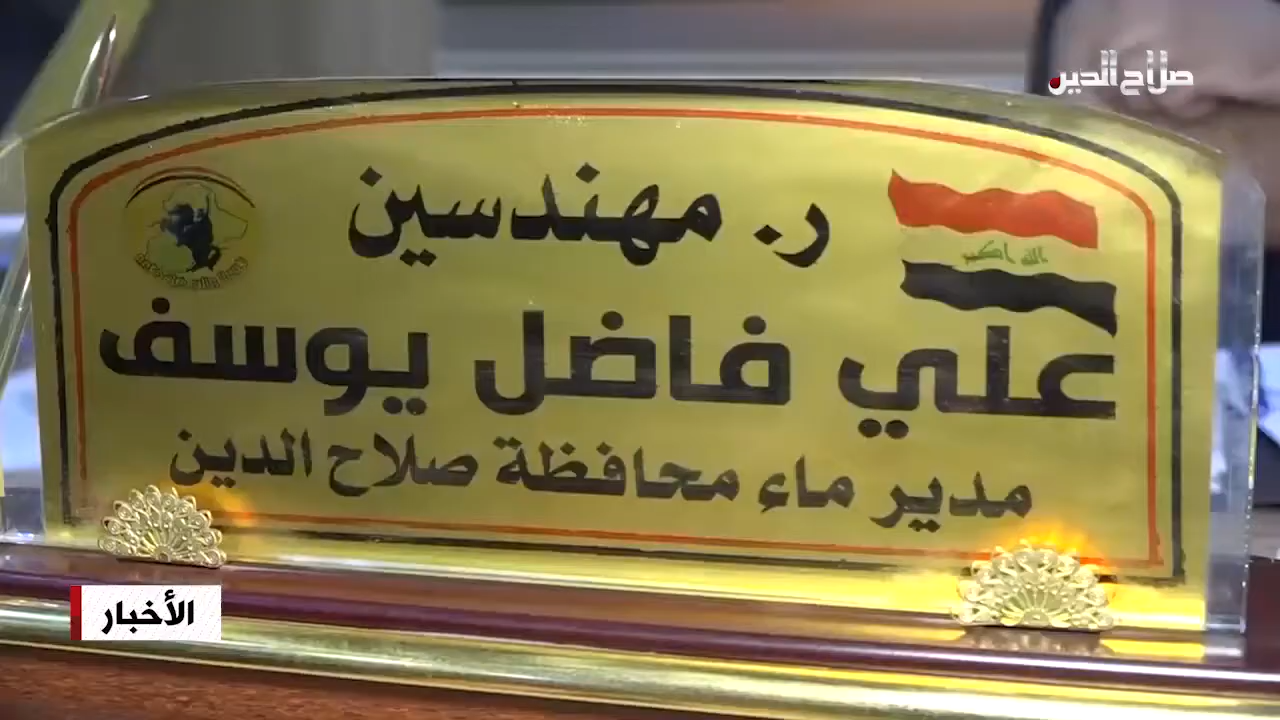 صلاح الدين
ر. مهندسين
الله اكبر
علي فاضل يوسف
مدير ماء محافظة صلاح الدين
الأخبار